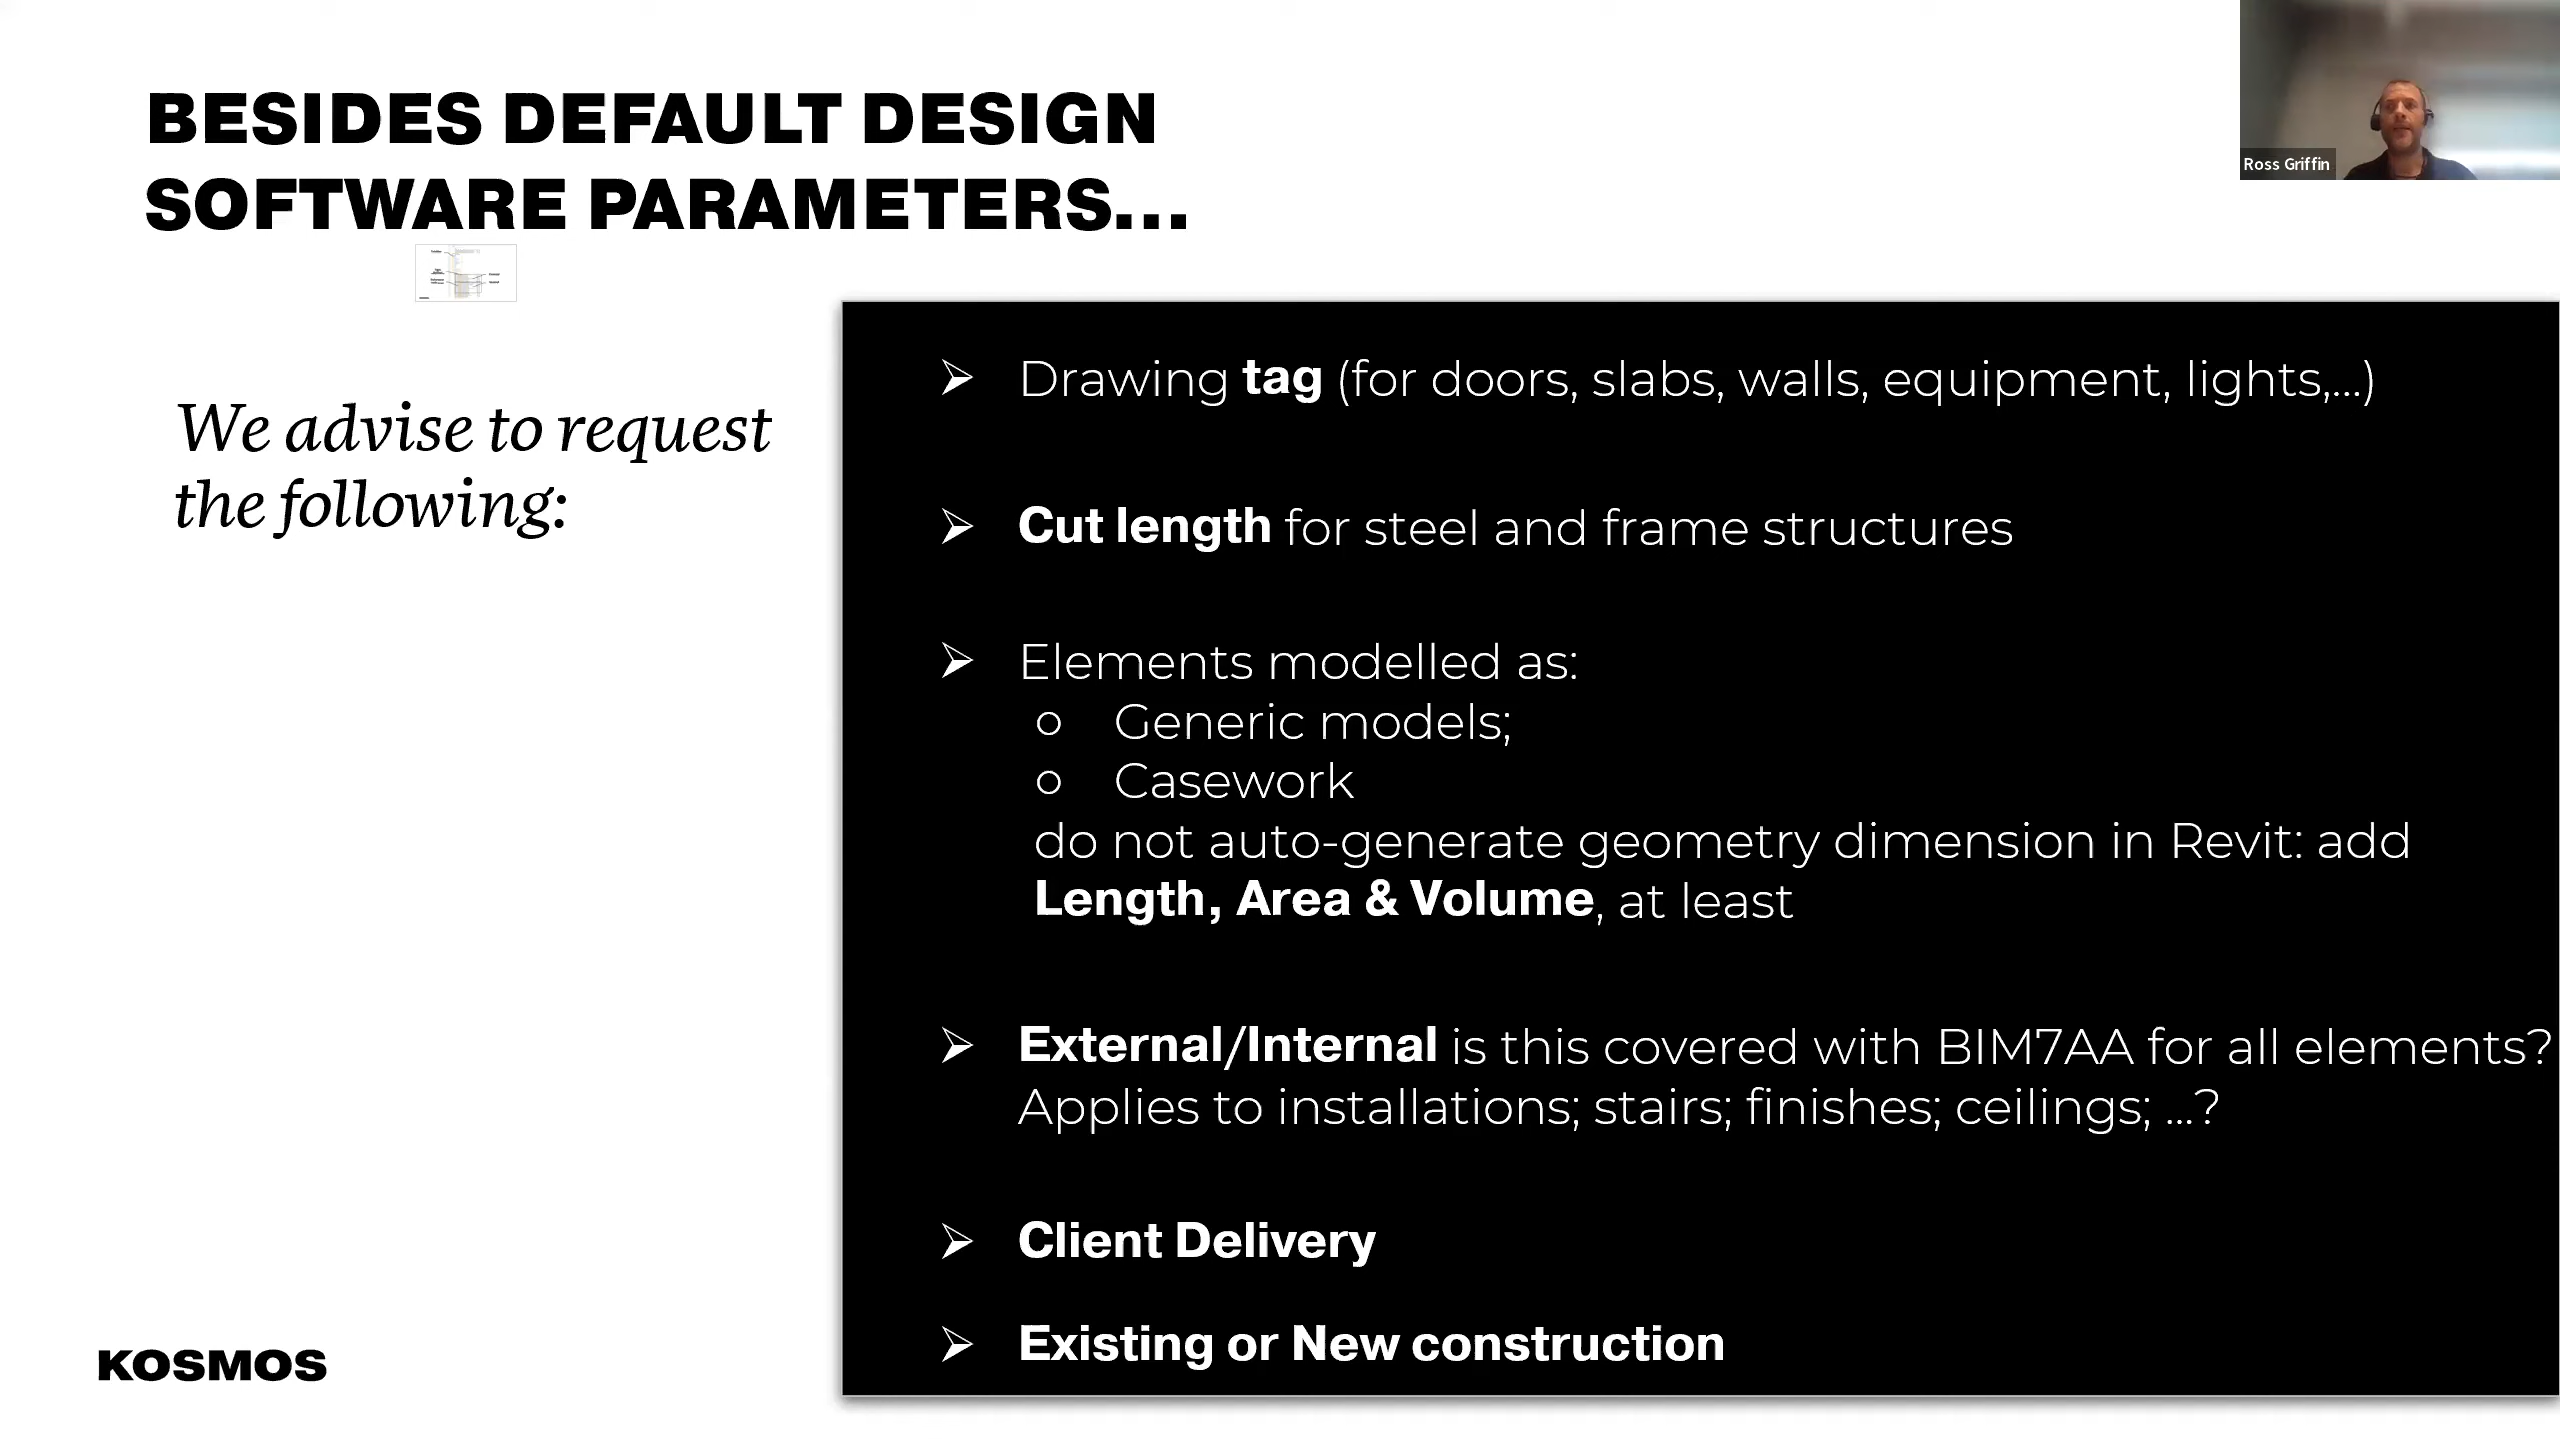 BESIDES DEFAULT DESIGN
SOFTWARE PARAMETERS...
Ross Griffin
We advise to request
the following:
➢ Drawing tag (for doors, slabs, walls, equipment, lights,...)
➢ Cut length for steel and frame structures
➢ Elements modelled as:
○ Generic models;
○ Casework
do not auto-generate geometry dimension in Revit: add
Length, Area & Volume, at least
➢ External/Internal is this covered with BIM7AA for all elements?
Applies to installations; stairs; finishes; ceilings; ...?
➢ Client Delivery
➢ Existing or New construction
KOSMOS